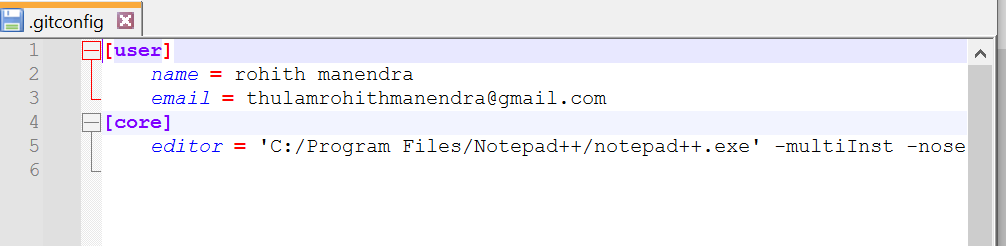 .gitconfig
1 [user]
2 name = rohith manendra
3 email = thulamrohithmanendra@gmail.com
4 [core]
5 editor = 'C:/Program Files/Notepad++/notepad++.exe' -multiInst -nose
6